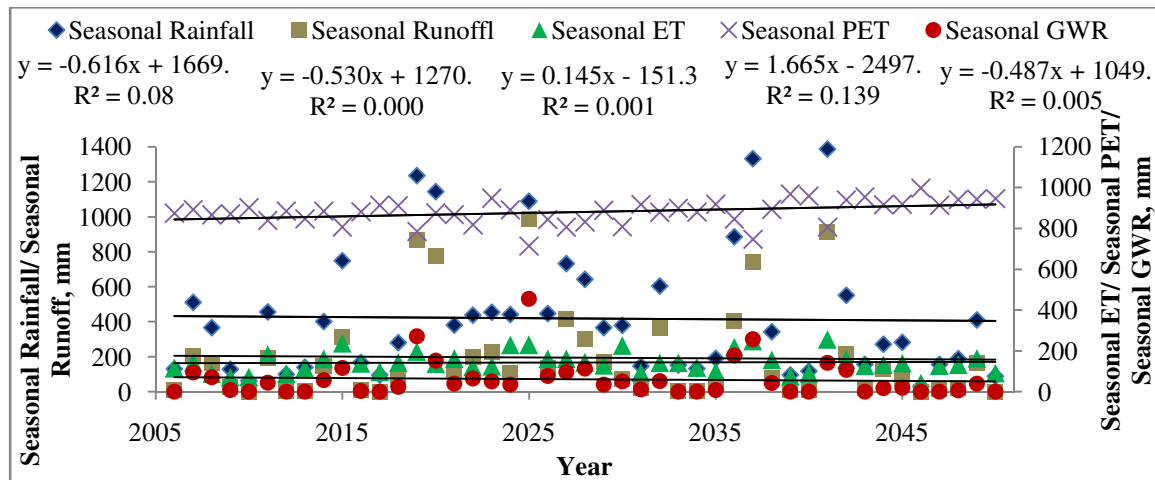 Seasonal Rainfall Seasonal Runoffl Seasonal ET Seasonal PET Seasonal GWR
y = -0.616x + 1669. y = -0.530x + 1270. y = 0.145x - 151.3 y = 1.665x - 2497. y = -0.487x + 1049.
R² = 0.08 R² = 0.000 R² = 0.001 R² = 0.139 R² = 0.005
Seasonal Rainfall/ Seasonal
Runoff, mm
1400
1200
1000
800
600
400
200
0
1200
1000
800
600
400
200
0
Seasonal ET/ Seasonal PET/
Seasonal GWR, mm
2005 2015 2025 2035 2045
Year